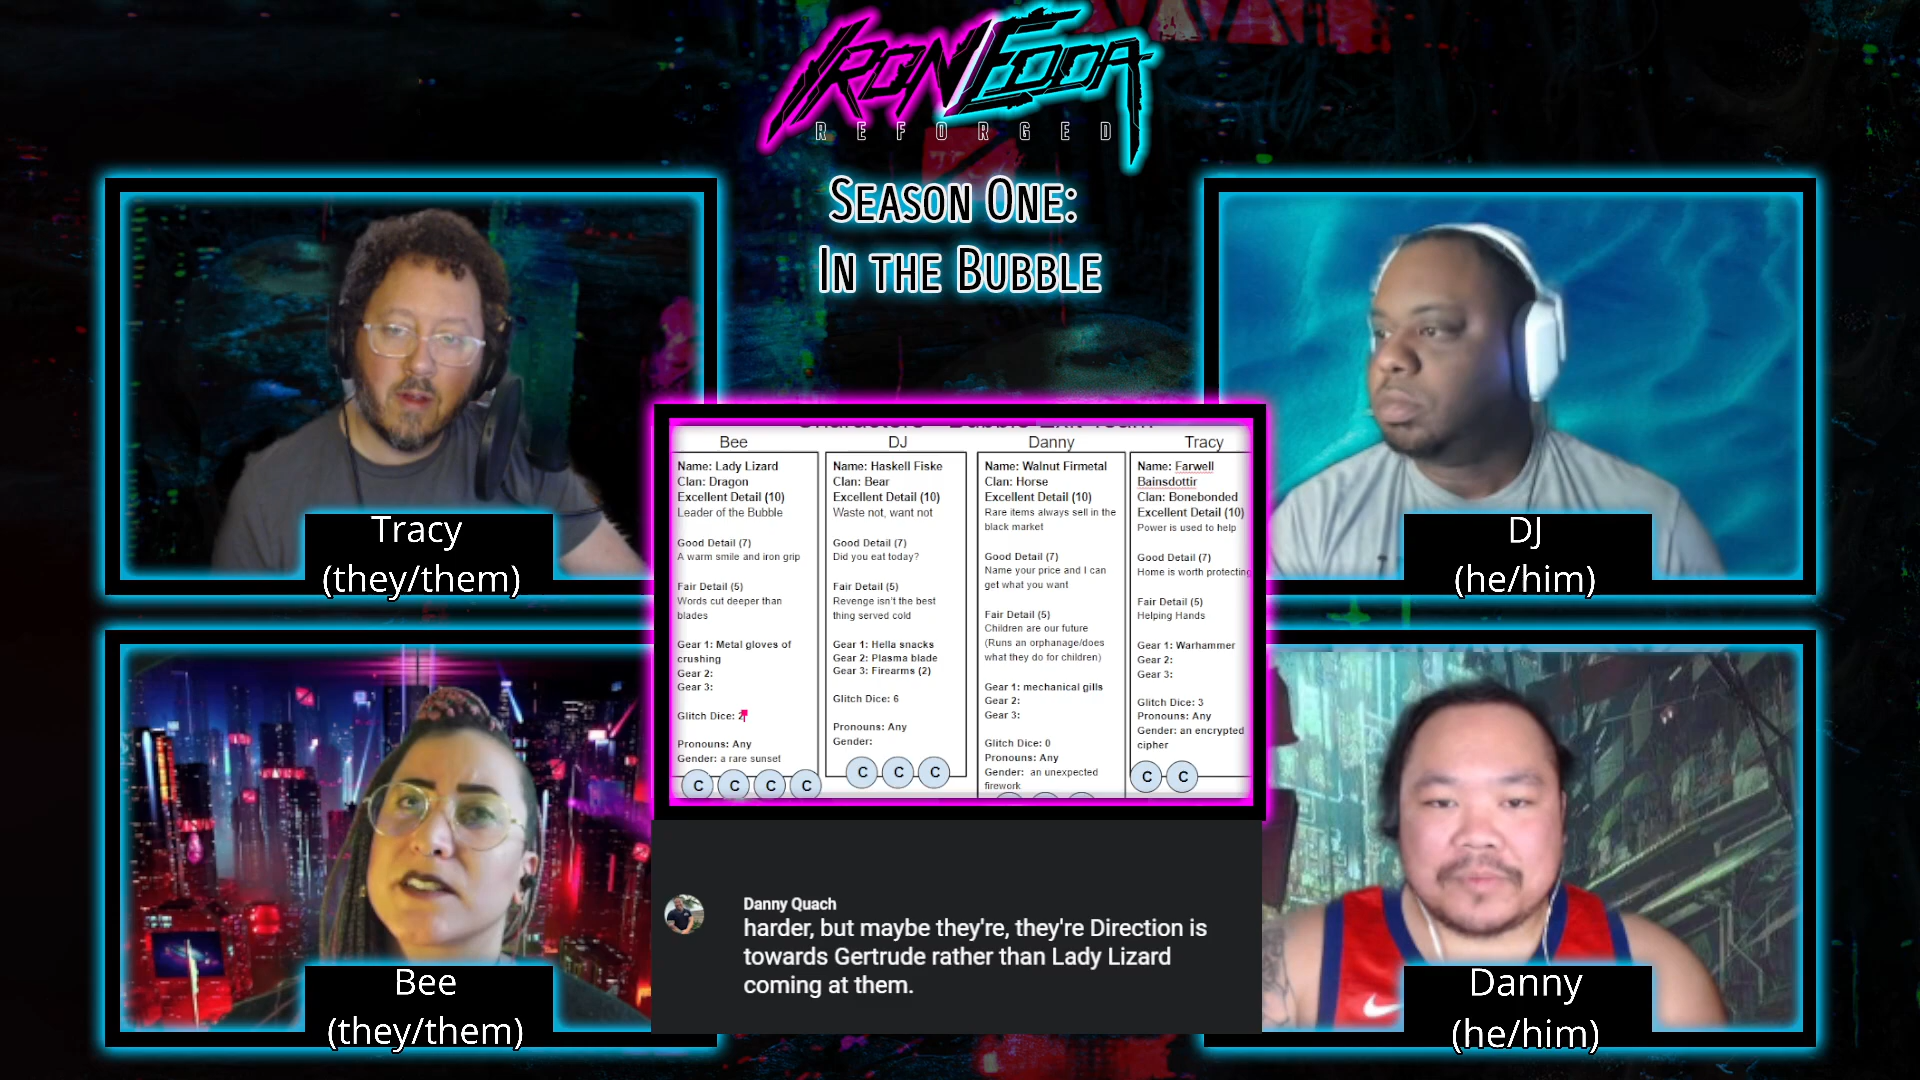 IRON EDDA
REFORGED
SEASON ONE:
IN THE BUBBLE
Tracy
(they/them)
DJ
(he/him)
Bee
DJ
Danny
Tracy
Name: Lady Lizard
Clan: Dragon
Excellent Detail (10)
Leader of the Bubble
Good Detail (7)
A warm smile and iron grip
Fair Detail (5)
Words cut deeper than
blades
Gear 1: Metal gloves of
crushing
Gear 2:
Gear 3:
Glitch Dice: 2
Pronouns: Any
Gender: a rare sunset
C C C C
Name: Haskell Fiske
Clan: Bear
Excellent Detail (10)
Waste not, want not
Good Detail (7)
Did you eat today?
Fair Detail (5)
Revenge isn't the best
thing served cold
Gear 1: Hella snacks
Gear 2: Plasma blade
Gear 3: Firearms (2)
Glitch Dice: 6
Pronouns: Any
Gender:
C C C
Name: Walnut Firmetal
Clan: Horse
Excellent Detail (10)
Rare items always sell in the
black market
Good Detail (7)
Name your price and I can
get what you want
Fair Detail (5)
Children are our future
(Runs an orphanage/does
what they do for children)
Gear 1: mechanical gills
Gear 2:
Gear 3:
Glitch Dice: 0
Pronouns: Any
Gender: an unexpected
firework
Name: Farwell
Bainsdottir
Clan: Bonebonded
Excellent Detail (10)
Power is used to help
Good Detail (7)
Home is worth protecting
Fair Detail (5)
Helping Hands
Gear 1: Warhammer
Gear 2:
Gear 3:
Glitch Dice: 3
Pronouns: Any
Gender: an encrypted
cipher
C C
Danny Quach
harder, but maybe they're, they're Direction is
towards Gertrude rather than Lady Lizard
coming at them.
Bee
(they/them)
Danny
(he/him)